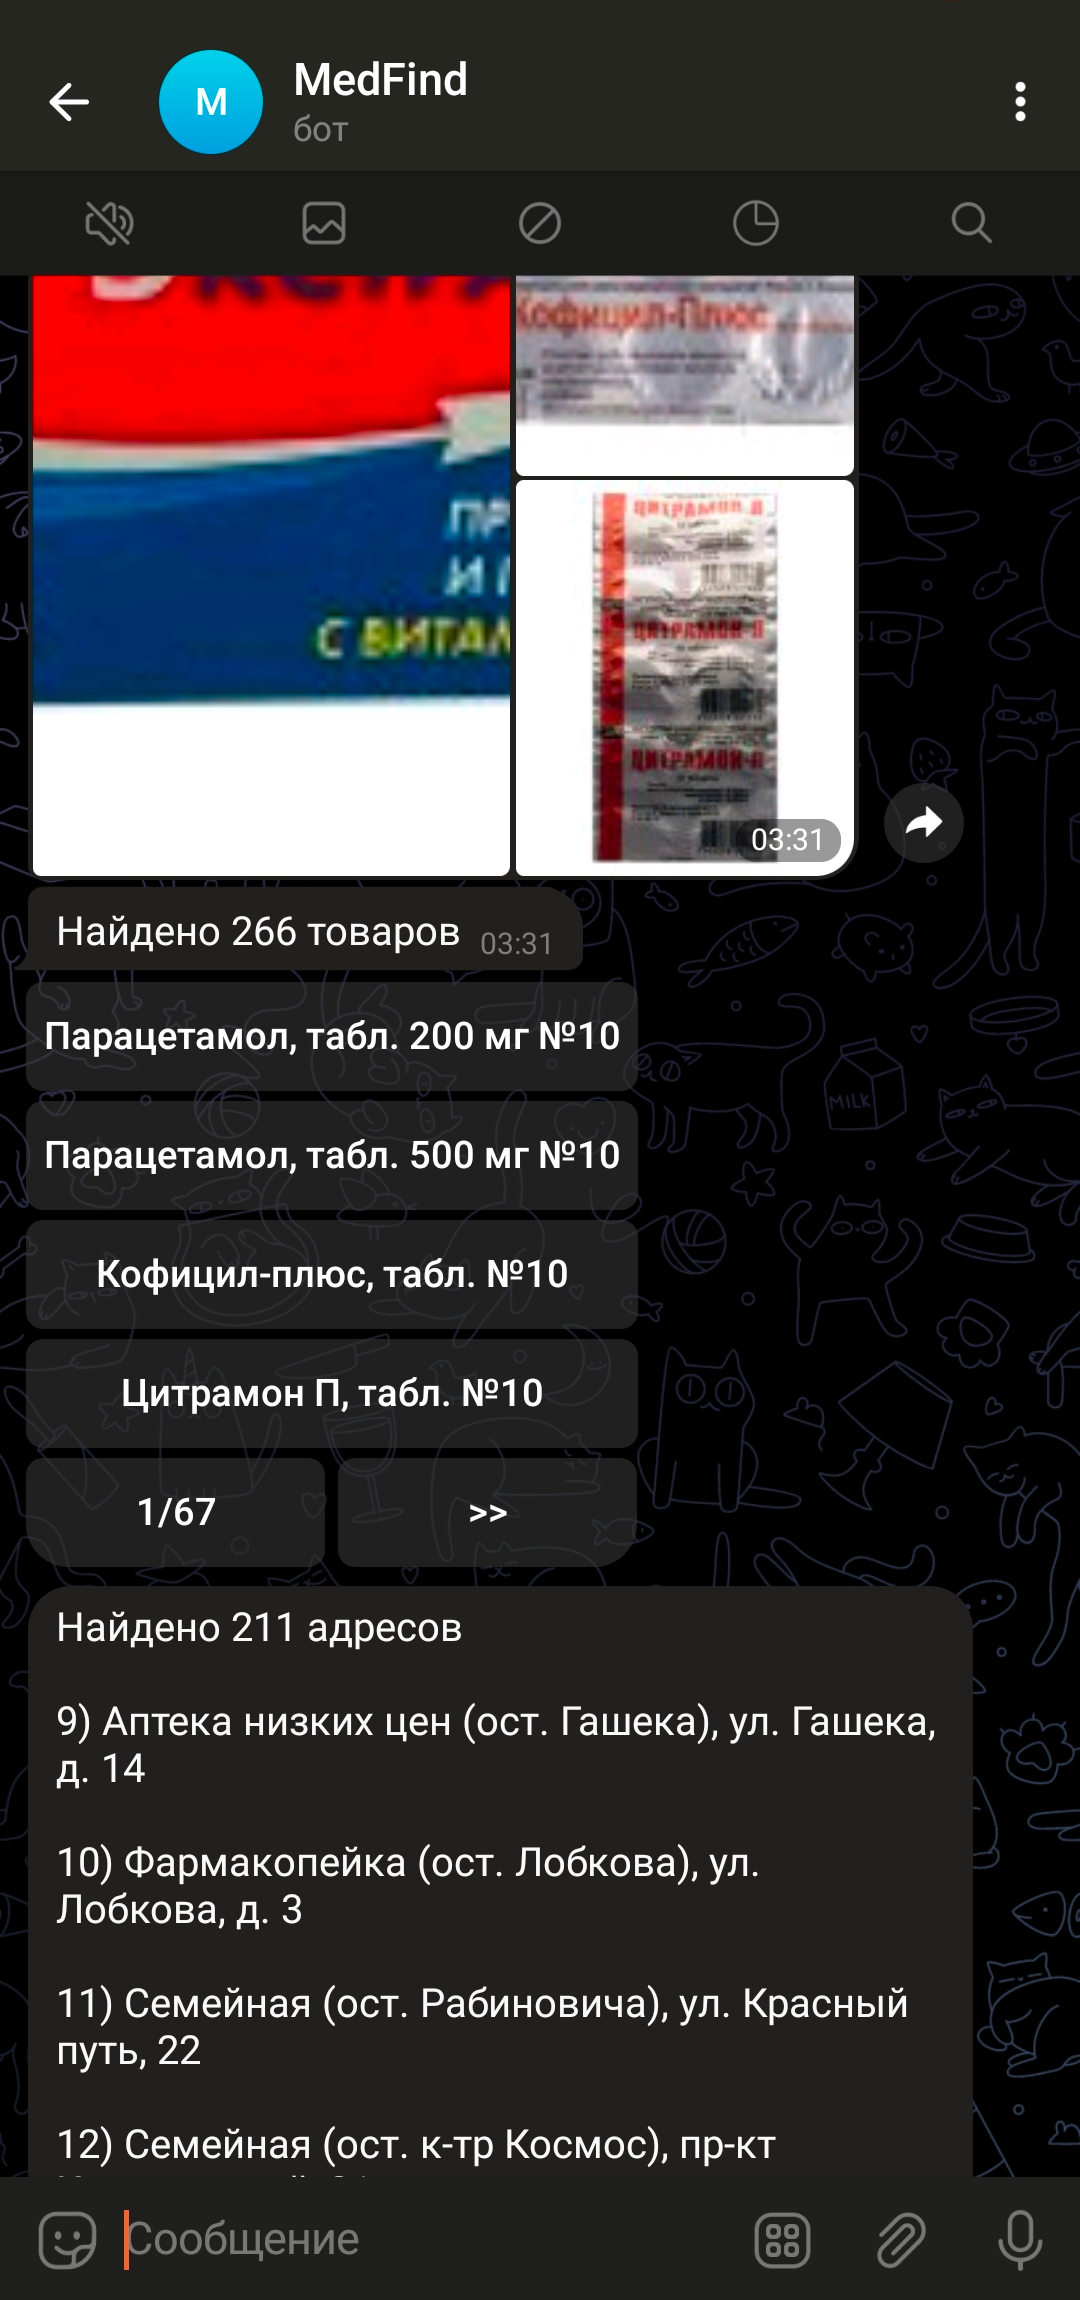 M
MedFind
бот
Кофицил-Плюс
ПР
И
С ВИТАМ
ЦИТРАМОН-П
ЦИТРАМОН-П
ЦИТРАМОН-П
03:31
Найдено 266 товаров 03:31
Парацетамол, табл. 200 мг №10
Парацетамол, табл. 500 мг №10
Кофицил-плюс, табл. №10
Цитрамон П, табл. №10
1/67 >>
MILK
Найдено 211 адресов
9) Аптека низких цен (ост. Гашека), ул. Гашека,
д. 14
10) Фармакопейка (ост. Лобкова), ул.
Лобкова, д. 3
11) Семейная (ост. Рабиновича), ул. Красный
путь, 22
12) Семейная (ост. к-тр Космос), пр-кт
Сообщение